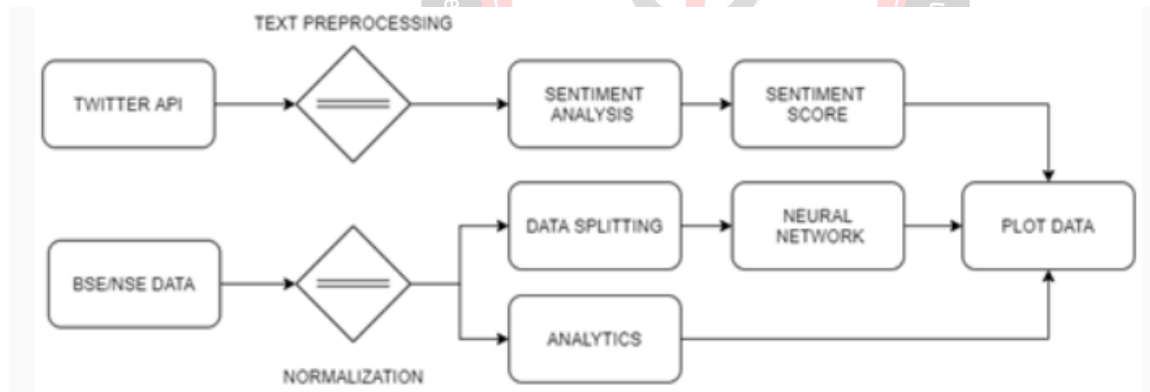 TEXT PREPROCESSING
TWITTER API
SENTIMENT
ANALYSIS
SENTIMENT
SCORE
DATA SPLITTING
NEURAL
NETWORK
PLOT DATA
BSE/NSE DATA
ANALYTICS
NORMALIZATION